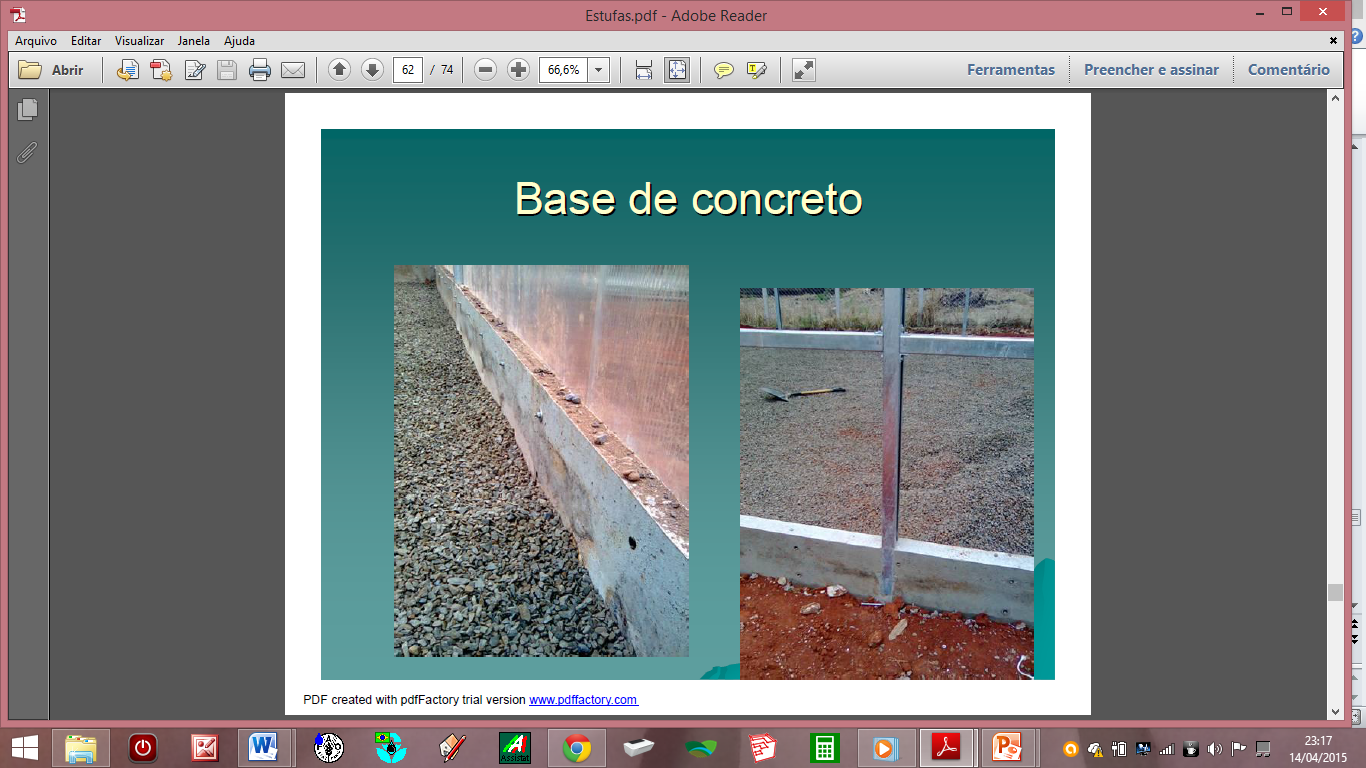 Estufas.pdf - Adobe Reader
Arquivo Editar Visualizar Janela Ajuda
Abrir 62 / 74 66,6% Ferramentas Preencher e assinar Comentário
Base de concreto
PDF created with pdfFactory trial version www.pdffactory.com
Assistat
23:17
14/04/2015